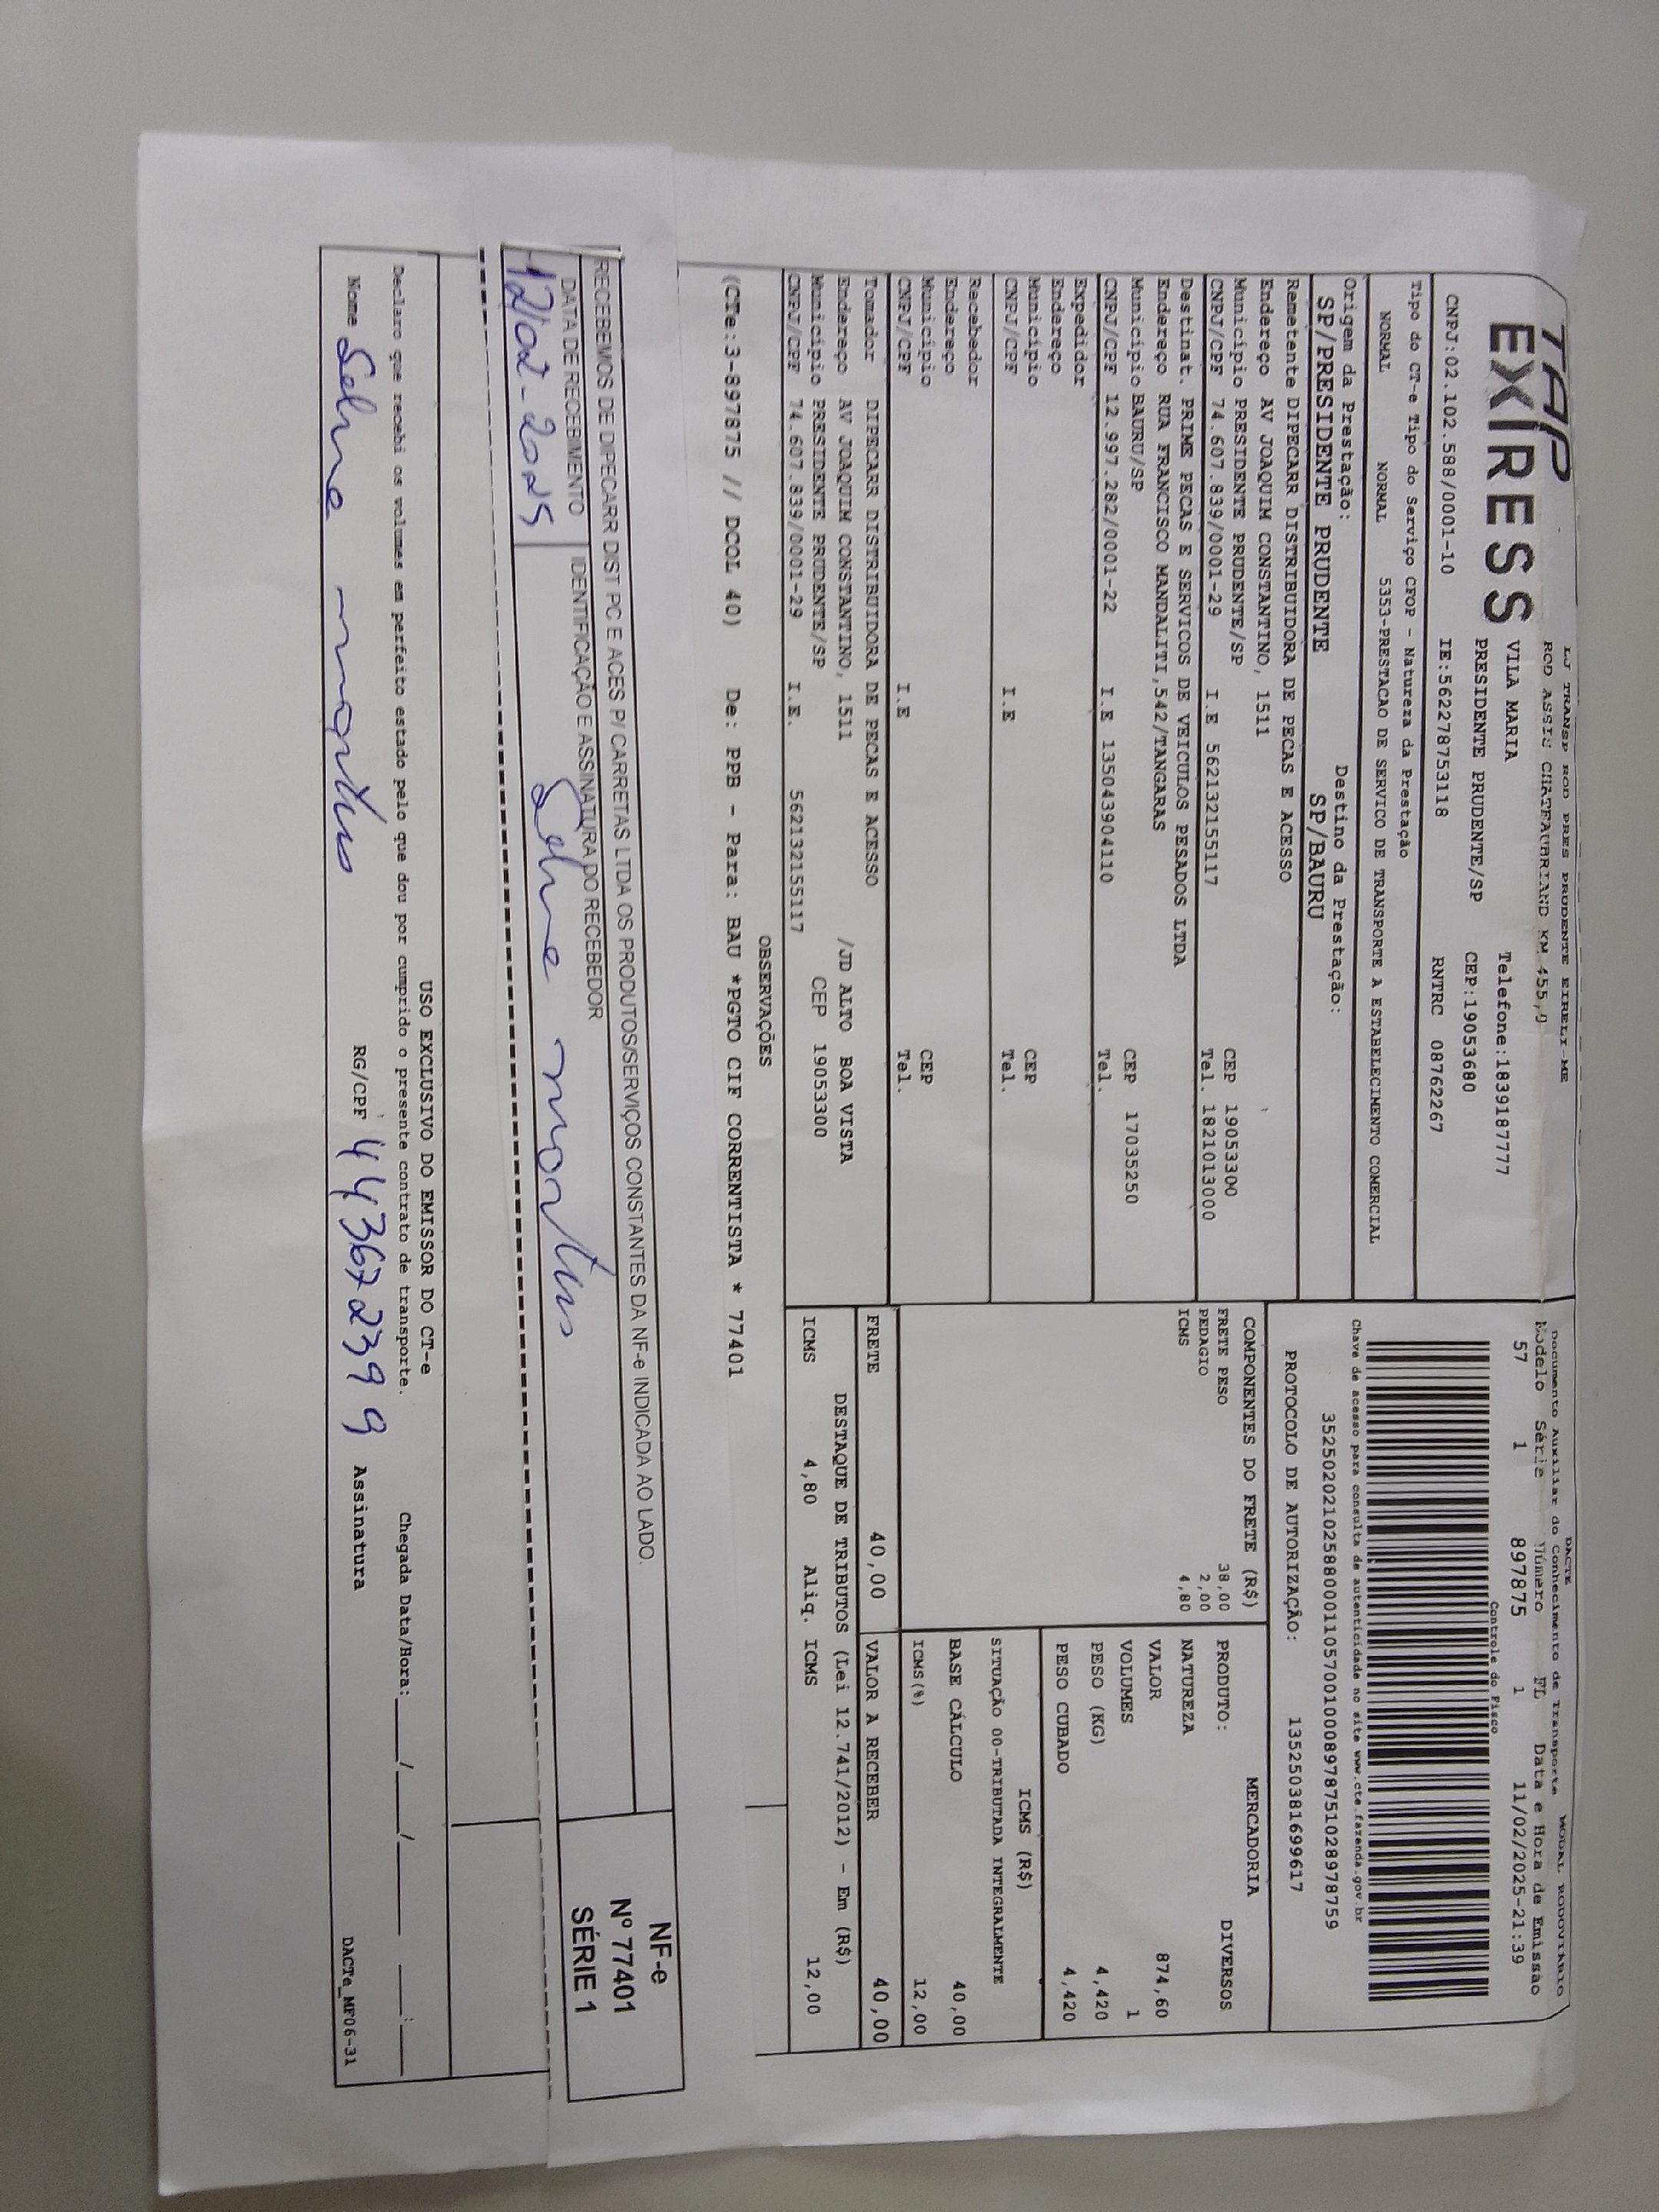 TAP
EXPRESS
LJ TRANSP ROD PRES PRUDENTE EIRELI-ME
ROD ASSIS CHATEAUBRIAND KM 455,0
VILA MARIA Telefone:1839187777
PRESIDENTE PRUDENTE/SP CEP:19053680
CNPJ:02.102.588/0001-10 IE:562278753118 RNTRC 08762267
Tipo do CT-e Tipo do Serviço CFOP - Natureza da Prestação
NORMAL NORMAL 5353-PRESTACAO DE SERVICO DE TRANSPORTE A ESTABELECIMENTO COMERCIAL
Origem da Prestação: Destino da Prestação:
SP/PRESIDENTE PRUDENTE SP/BAURU
Remetente DIPECARR DISTRIBUIDORA DE PECAS E ACESSO
Endereço AV JOAQUIM CONSTANTINO, 1511
Município PRESIDENTE PRUDENTE/SP CEP 19053300
CNPJ/CPF 74.607.839/0001-29 I.E 562132155117 Tel. 1821013000
Destinat. PRIME PECAS E SERVICOS DE VEICULOS PESADOS LTDA
Endereço RUA FRANCISCO MANDALITI,542/TANGARAS
Município BAURU/SP CEP 17035250
CNPJ/CPF 12.997.282/0001-22 I.E 135043904110 Tel.
Expedidor
Endereço
Município CEP
CNPJ/CPF I.E Tel.
Recebedor
Endereço
Município CEP
CNPJ/CPF I.E Tel.
Tomador DIPECARR DISTRIBUIDORA DE PECAS E ACESSO
Endereço AV JOAQUIM CONSTANTINO, 1511 /JD ALTO BOA VISTA
Município PRESIDENTE PRUDENTE/SP CEP 19053300
CNPJ/CPF 74.607.839/0001-29 I.E. 562132155117
DACTE
Documento Auxiliar do Conhecimento de Transporte MODAL RODOVIÁRIO
Modelo Série Número FL Data e Hora de Emissão
57 1 897875 1 11/02/2025-21:39
Controle do Fisco
Chave de acesso para consulta de autenticidade no site www.cte.fazenda.gov.br
35250202102588000110570010008978751028978759
PROTOCOLO DE AUTORIZAÇÃO: 135250381699617
COMPONENTES DO FRETE (R$)
FRETE PESO 38,00
PEDAGIO 2,00
ICMS 4,80
MERCADORIA
PRODUTO: DIVERSOS
NATUREZA
VALOR 874,60
VOLUMES 1
PESO (KG) 4,420
PESO CUBADO 4,420
ICMS (R$)
SITUAÇÃO 00-TRIBUTADA INTEGRALMENTE
BASE CÁLCULO 40,00
ICMS(%) 12,00
FRETE 40,00 VALOR A RECEBER 40,00
DESTAQUE DE TRIBUTOS (Lei 12.741/2012) - Em (R$)
ICMS 4,80 Aliq. ICMS 12,00
OBSERVAÇÕES
(CTe:3-897875 // DCOL 40) De: PPB - Para: BAU *PGTO CIF CORRENTISTA * 77401
RECEBEMOS DE DIPECARR DIST PC E ACES P/ CARRETAS LTDA OS PRODUTOS/SERVIÇOS CONSTANTES DA NF-e INDICADA AO LADO.
DATA DE RECEBIMENTO IDENTIFICAÇÃO E ASSINATURA DO RECEBEDOR
12/02-2025 Selma martins
NF-e
Nº 77401
SÉRIE 1
USO EXCLUSIVO DO EMISSOR DO CT-e
Declaro que recebi os volumes em perfeito estado pelo que dou por cumprido o presente contrato de transporte. Chegada Data/Hora:____/____/____ ___:___
Nome Selma martins RG/CPF 443672399 Assinatura
DACTe_MF06-31